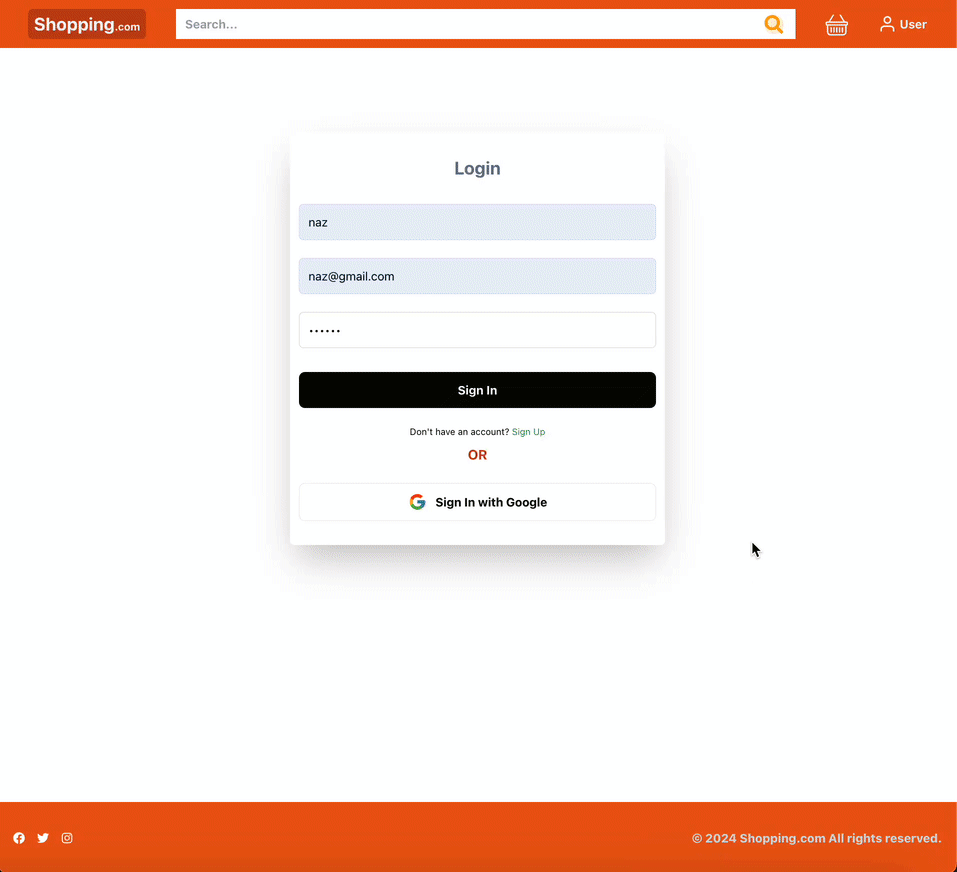 Shopping.com
Search...
User
Login
naz
naz@gmail.com
••••••
Sign In
Don't have an account? Sign Up
OR
Sign In with Google
© 2024 Shopping.com All rights reserved.